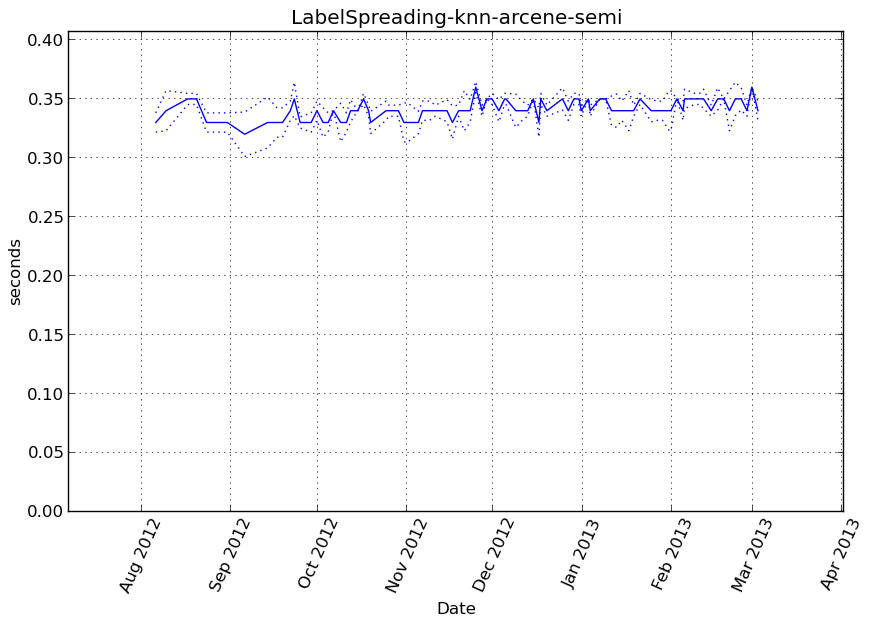 LabelSpreading-knn-arcene-semi
0.40
0.35
0.30
0.25
0.20
0.15
0.10
0.05
0.00
seconds
Aug 2012
Sep 2012
Oct 2012
Nov 2012
Dec 2012
Jan 2013
Feb 2013
Mar 2013
Apr 2013
Date